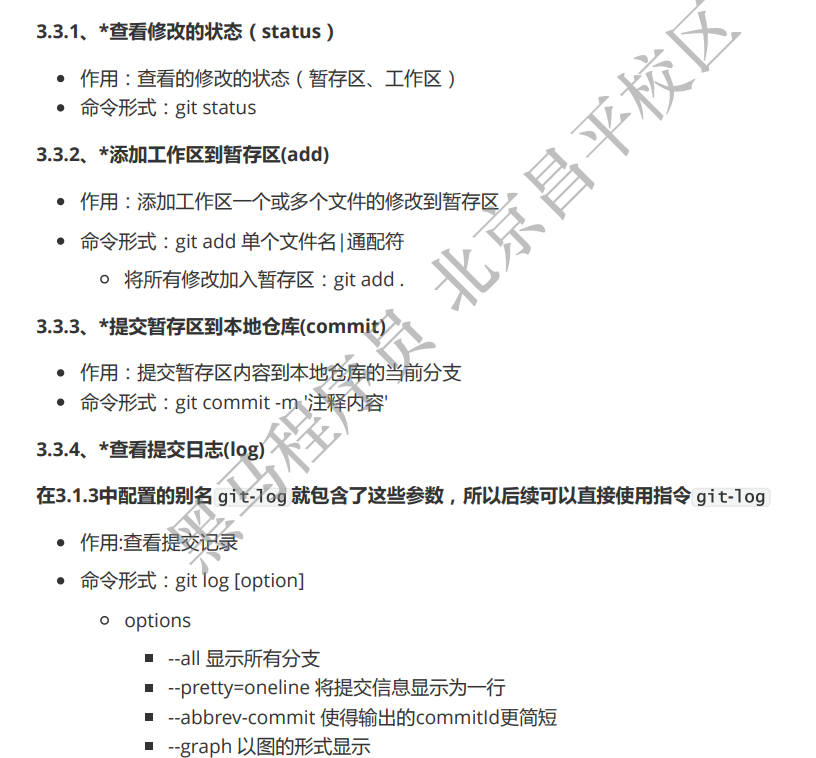 3.3.1、*查看修改的状态（status）
作用：查看的修改的状态（暂存区、工作区）
命令形式：git status
3.3.2、*添加工作区到暂存区(add)
作用：添加工作区一个或多个文件的修改到暂存区
命令形式：git add 单个文件名|通配符
将所有修改加入暂存区：git add .
3.3.3、*提交暂存区到本地仓库(commit)
作用：提交暂存区内容到本地仓库的当前分支
命令形式：git commit -m '注释内容'
3.3.4、*查看提交日志(log)
在3.1.3中配置的别名 git-log 就包含了这些参数，所以后续可以直接使用指令 git-log
作用:查看提交记录
命令形式：git log [option]
options
--all 显示所有分支
--pretty=oneline 将提交信息显示为一行
--abbrev-commit 使得输出的commitId更简短
--graph 以图的形式显示
黑马程序员 北京昌平校区